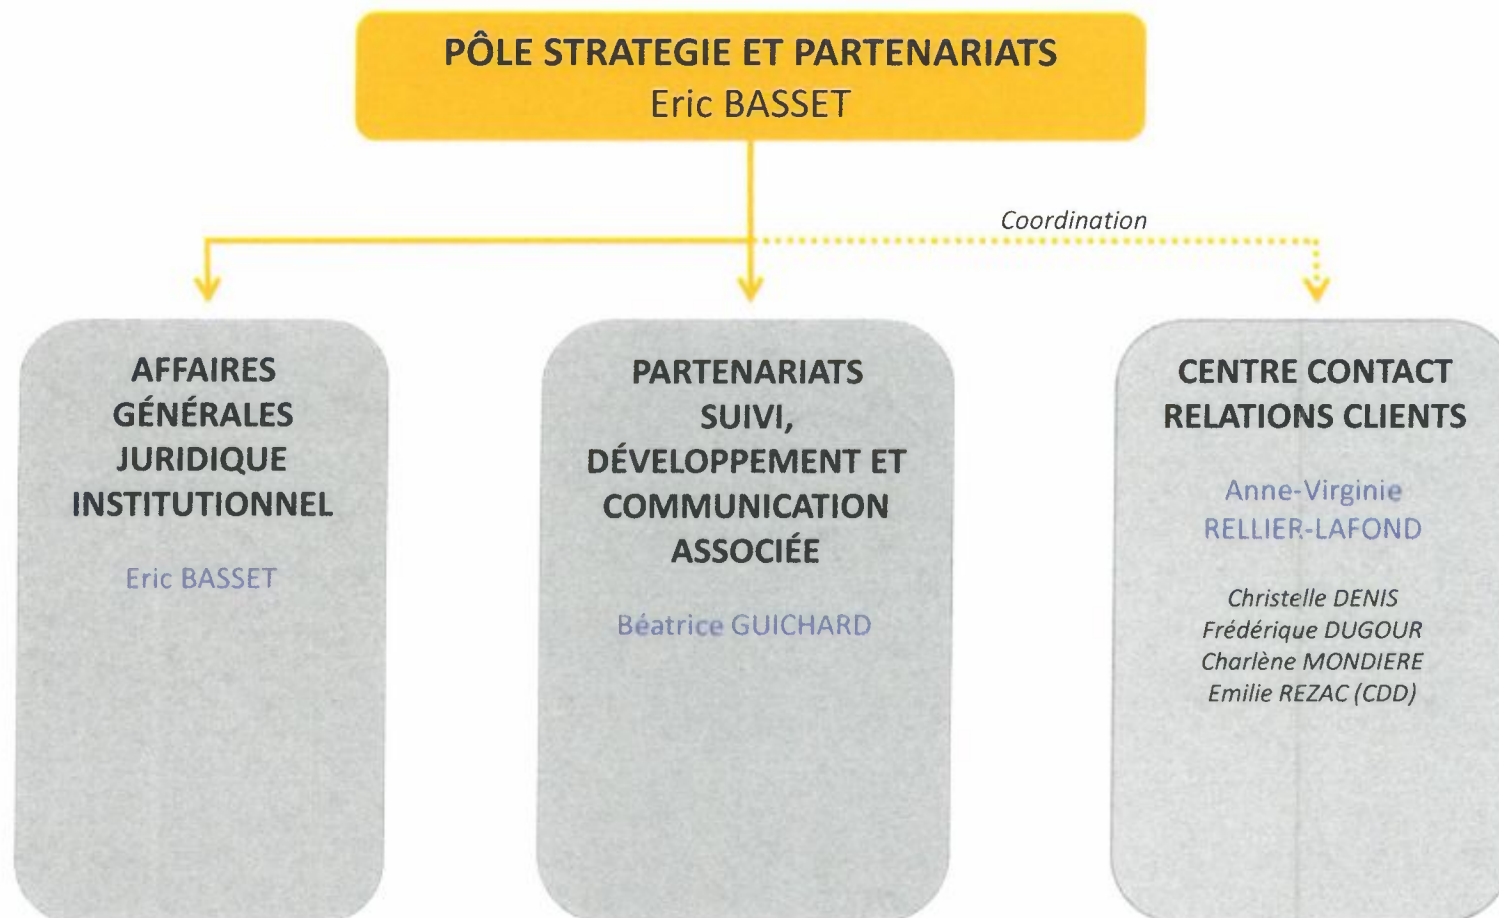 PÔLE STRATEGIE ET PARTENARIATS
Eric BASSET
Coordination
AFFAIRES
GÉNÉRALES
JURIDIQUE
INSTITUTIONNEL
Eric BASSET
PARTENARIATS
SUIVI,
DÉVELOPPEMENT ET
COMMUNICATION
ASSOCIÉE
Béatrice GUICHARD
CENTRE CONTACT
RELATIONS CLIENTS
Anne-Virginie
RELLIER-LAFOND
Christelle DENIS
Frédérique DUGOUR
Charlène MONDIERE
Emilie REZAC (CDD)